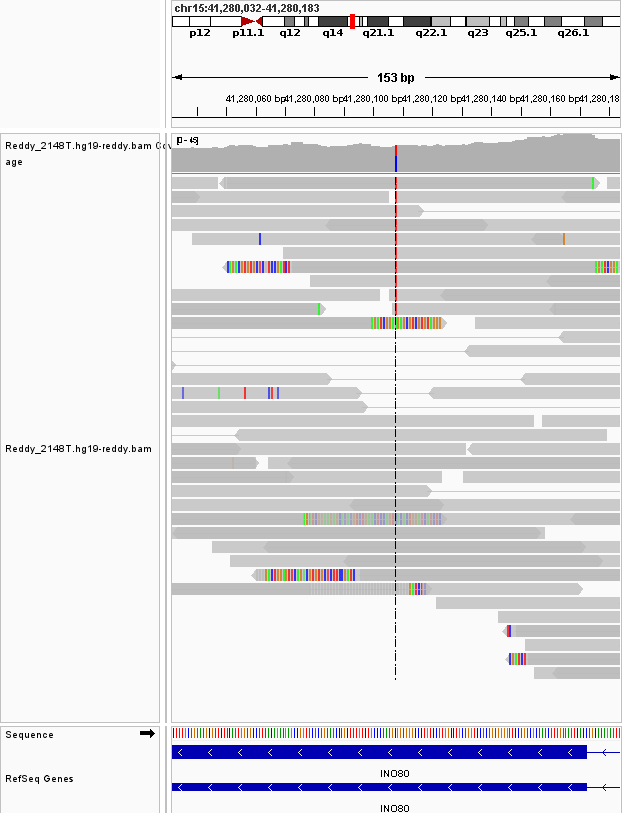 chr15:41,280,032-41,280,183
p12 p11.1 q12 q14 q21.1 q22.1 q23 q25.1 q26.1
153 bp
41,280,060 bp 41,280,080 bp 41,280,100 bp 41,280,120 bp 41,280,140 bp 41,280,160 bp 41,280,18
Reddy_2148T.hg19-reddy.bam Cov
age
[0 - 45]
Reddy_2148T.hg19-reddy.bam
Sequence
RefSeq Genes
INO80
INO80